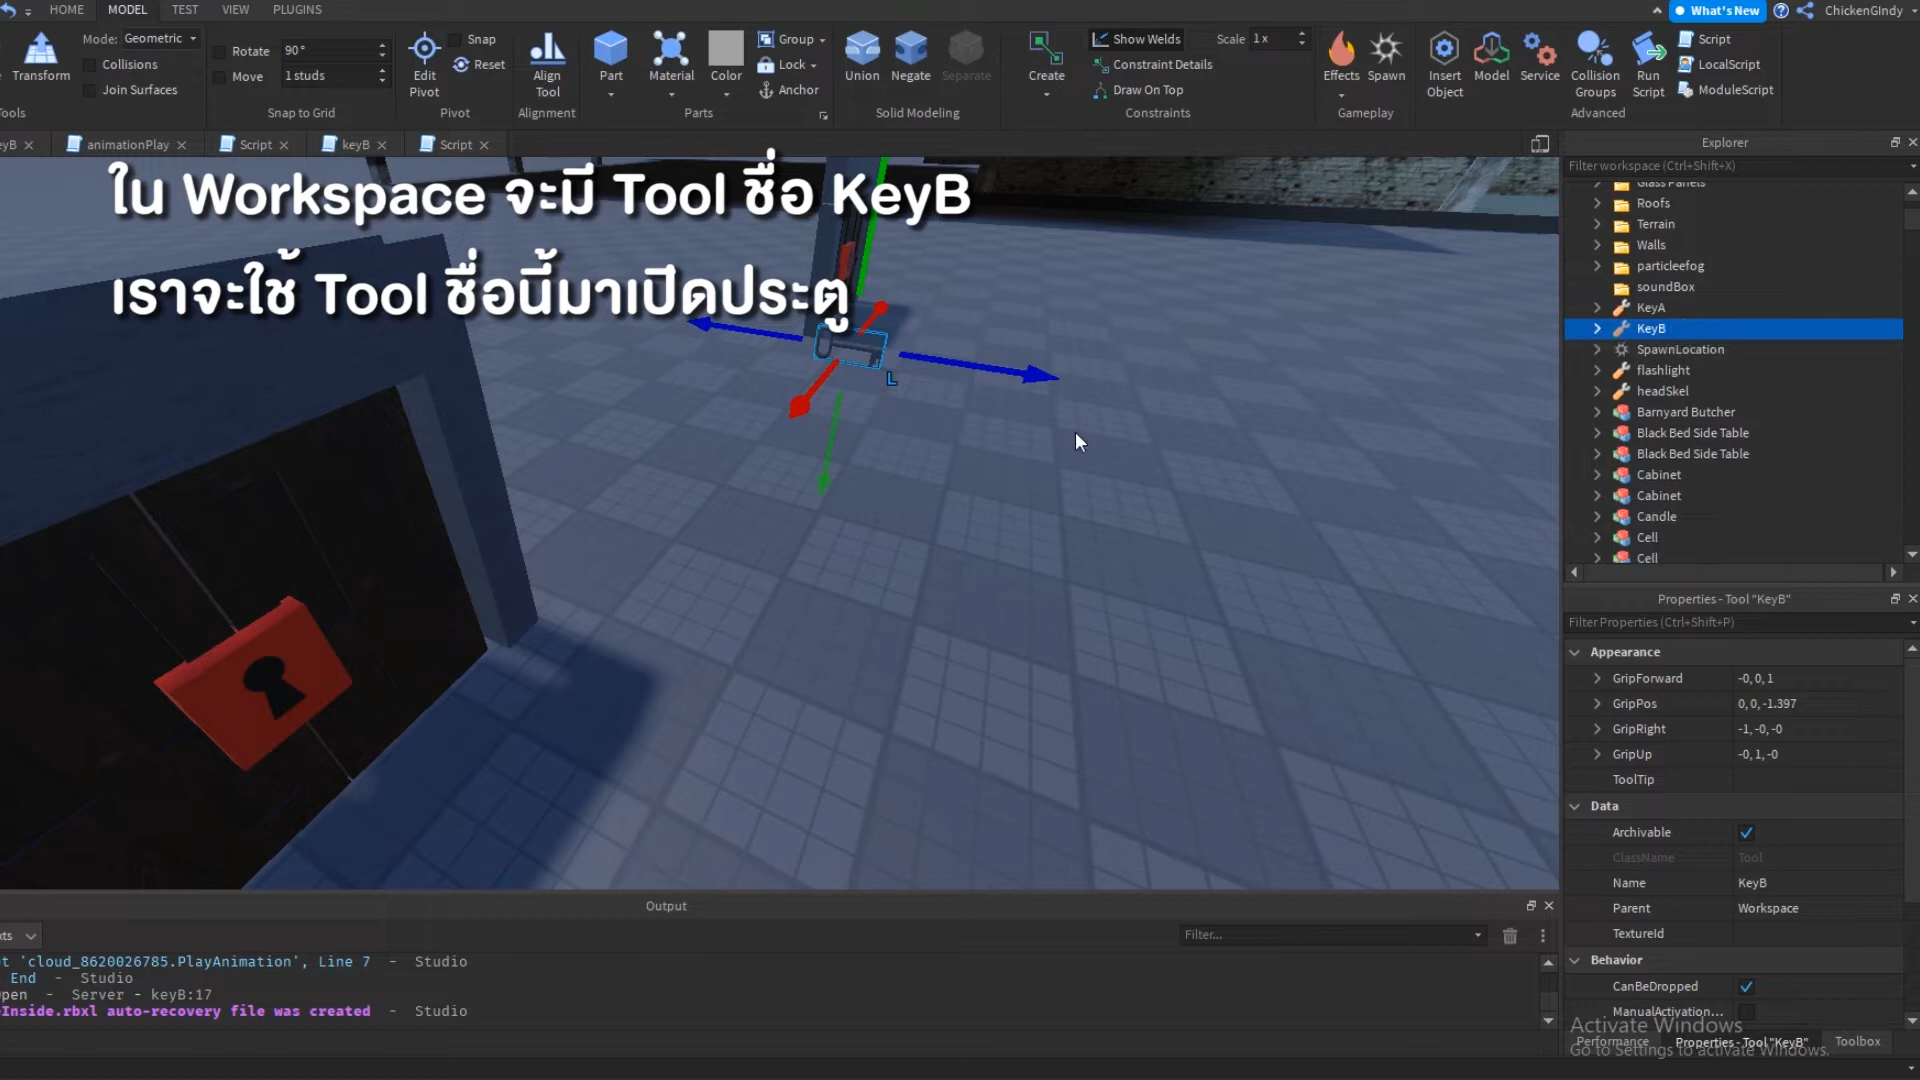 HOME MODEL TEST VIEW PLUGINS
What's New ChickenGIndy
Transform
Mode: Geometric
Collisions
Join Surfaces
Rotate 90°
Move 1 studs
Snap to Grid
Edit Pivot
Snap
Reset
Pivot
Align Tool
Alignment
Part
Material
Color
Group
Lock
Anchor
Parts
Union
Negate
Separate
Solid Modeling
Create
Show Welds
Constraint Details
Draw On Top
Scale 1 x
Constraints
Effects
Spawn
Gameplay
Insert Object
Model
Service
Collision Groups
Run Script
Script
LocalScript
ModuleScript
Advanced
animationPlay Script keyB Script
ใน Workspace จะมี Tool ชื่อ KeyB
เราจะใช้ Tool ชื่อนี้มาเปิดประตู
L
Explorer
Filter workspace (Ctrl+Shift+X)
Glass Panels
Roofs
Terrain
Walls
particleefog
soundBox
KeyA
KeyB
SpawnLocation
flashlight
headSkel
Barnyard Butcher
Black Bed Side Table
Black Bed Side Table
Cabinet
Cabinet
Candle
Cell
Cell
Properties - Tool "KeyB"
Filter Properties (Ctrl+Shift+P)
Appearance
GripForward -0, 0, 1
GripPos 0, 0, -1.397
GripRight -1, -0, -0
GripUp -0, 1, -0
ToolTip
Data
Archivable
ClassName Tool
Name KeyB
Parent Workspace
TextureId
Behavior
CanBeDropped
ManualActivation...
Activate Windows
Go to Settings to activate Windows.
Performance Properties - Tool "KeyB" Toolbox
Output
Filter...
'cloud_8620026785.PlayAnimation', Line 7 - Studio
End - Studio
pen - Server - keyB:17
Inside.rbxl auto-recovery file was created - Studio